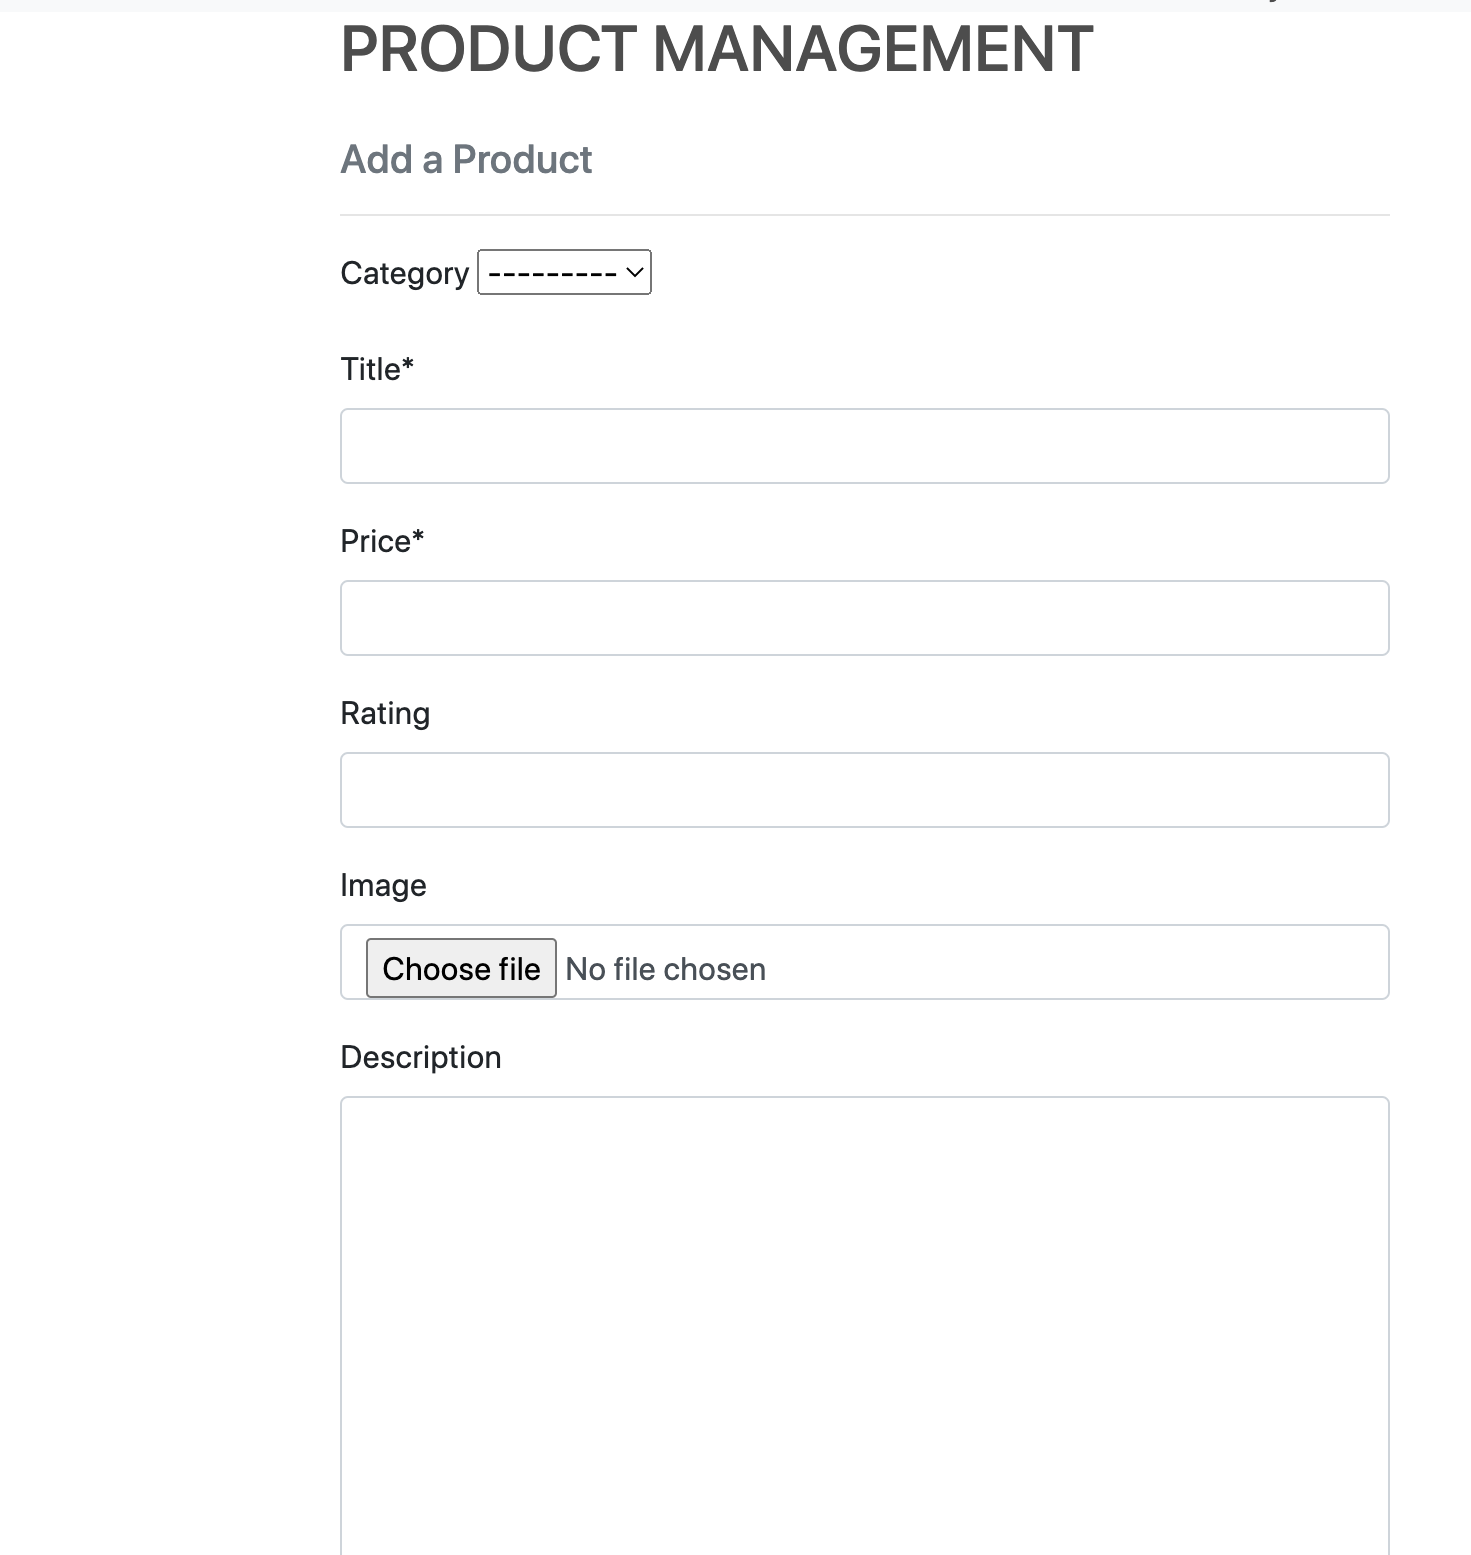 PRODUCT MANAGEMENT
Add a Product
Category ---------
Title*
Price*
Rating
Image
Choose file No file chosen
Description